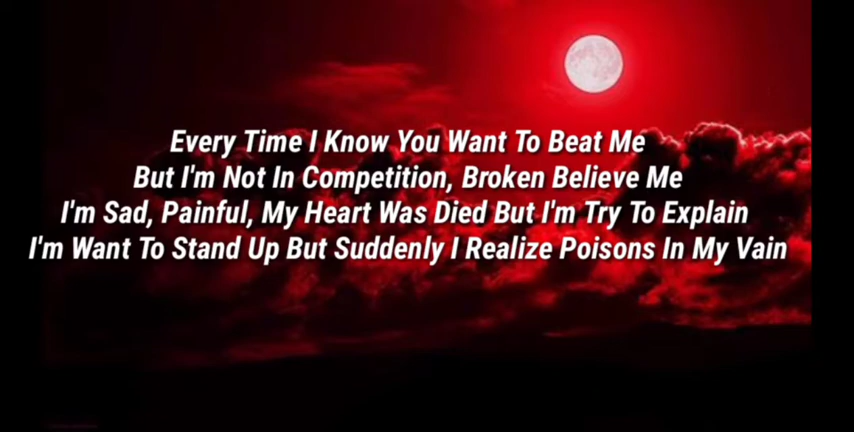 Every Time I Know You Want To Beat Me
But I'm Not In Competition, Broken Believe Me
I'm Sad, Painful, My Heart Was Died But I'm Try To Explain
I'm Want To Stand Up But Suddenly I Realize Poisons In My Vain